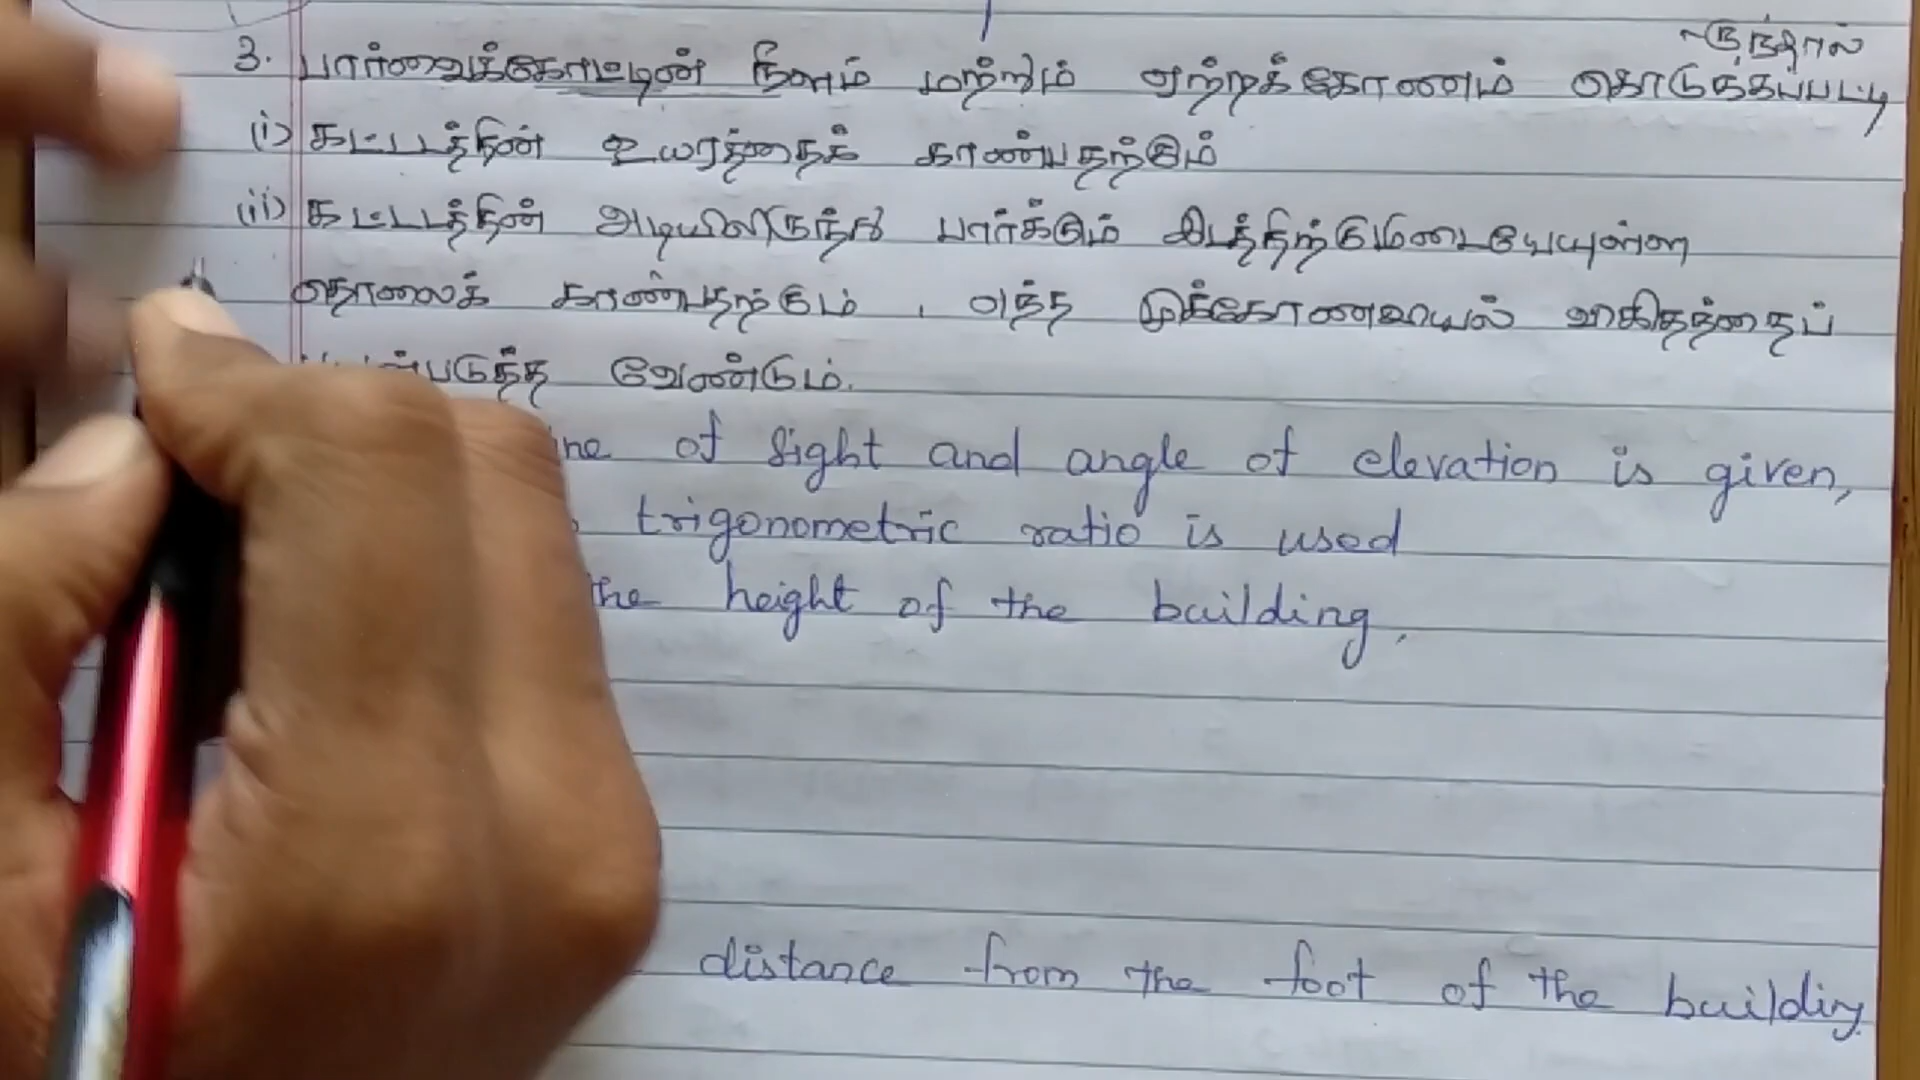 ருந்தால்
3. பார்வைக்கோட்டின் நீளம் மற்றும் ஏற்றக்கோணம் கொடுக்கப்பட்டி
(i) கட்டடத்தின் உயரத்தைக் காண்பதற்கும்
(ii) கட்டடத்தின் அடியிலிருந்து பார்க்கும் இடத்திற்குமிடையேயுள்ள
தொலைக் காண்பதற்கும், எந்த முக்கோணவியல் விகிதத்தைப்
வேண்டும்.
of sight and angle of elevation is given,
trigonometric ratio is used
the height of the building.
distance from the foot of the building